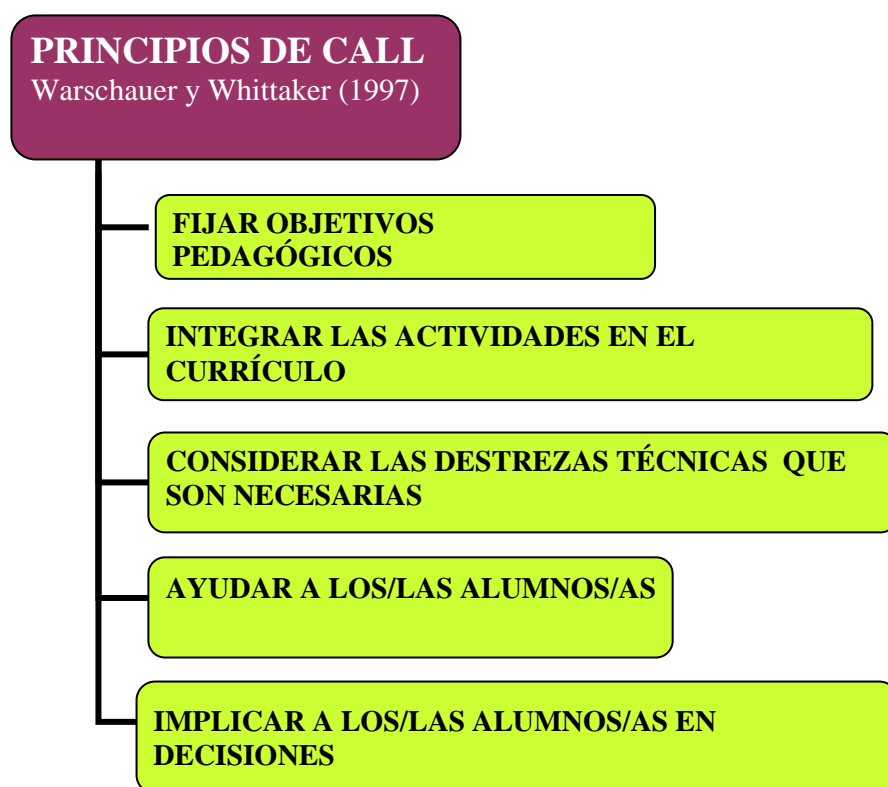 PRINCIPIOS DE CALL
Warschauer y Whittaker (1997)
FIJAR OBJETIVOS
PEDAGÓGICOS
INTEGRAR LAS ACTIVIDADES EN EL
CURRÍCULO
CONSIDERAR LAS DESTREZAS TÉCNICAS QUE
SON NECESARIAS
AYUDAR A LOS/LAS ALUMNOS/AS
IMPLICAR A LOS/LAS ALUMNOS/AS EN
DECISIONES